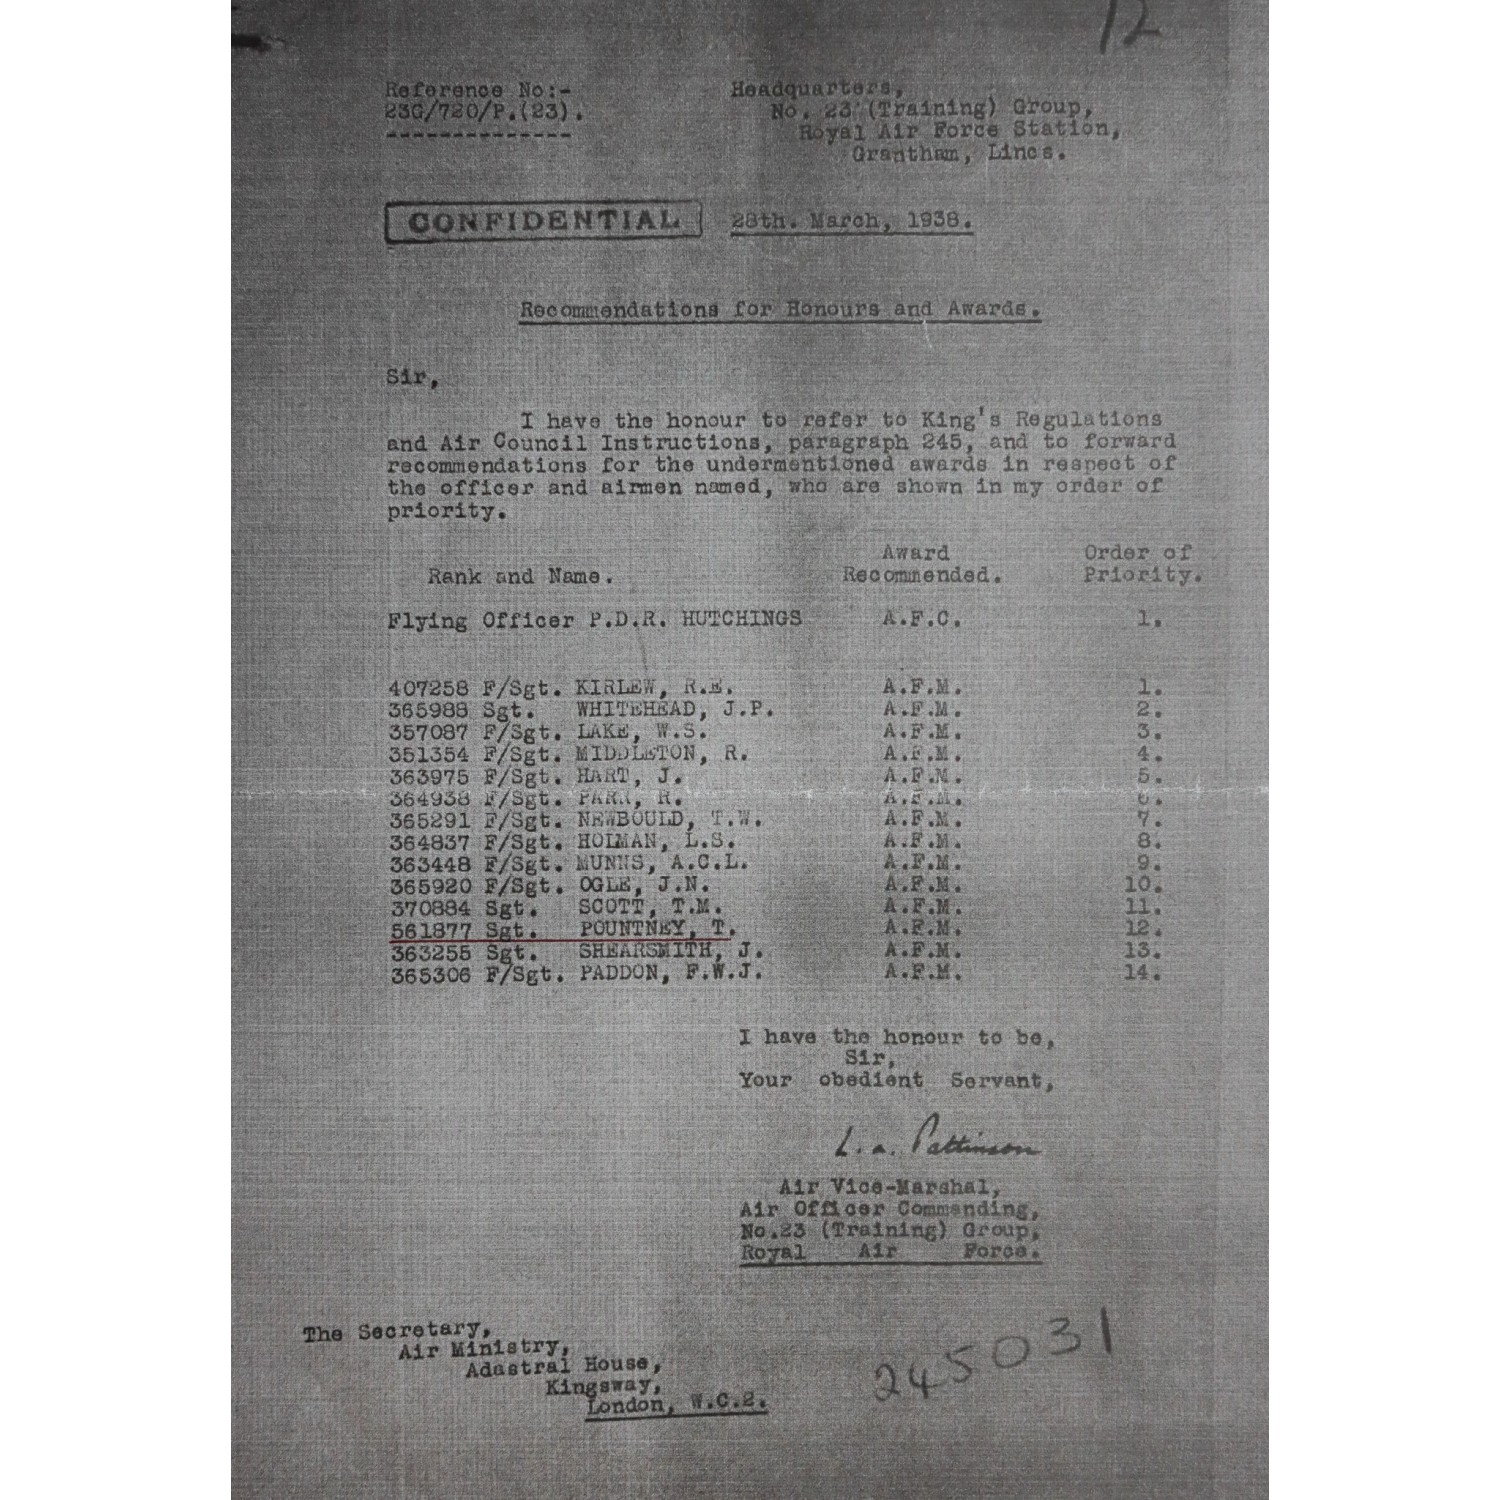 12
Reference No:-
23G/720/P.(23).
--------------
Headquarters,
No. 23 (Training) Group,
Royal Air Force Station,
Grantham, Lincs.
CONFIDENTIAL
28th. March, 1938.
Recommendations for Honours and Awards.
Sir,
I have the honour to refer to King's Regulations
and Air Council Instructions, paragraph 245, and to forward
recommendations for the undermentioned awards in respect of
the officer and airmen named, who are shown in my order of
priority.
Rank and Name. Award Recommended. Order of Priority.
Flying Officer P.D.R. HUTCHINGS A.F.C. 1.
407258 F/Sgt. KIRLEW, R.E. A.F.M. 1.
365988 Sgt. WHITEHEAD, J.P. A.F.M. 2.
357087 F/Sgt. LAKE, W.S. A.F.M. 3.
351354 F/Sgt. MIDDLETON, R. A.F.M. 4.
363975 F/Sgt. HART, J. A.F.M. 5.
364938 F/Sgt. R. A.F.M. 6.
365291 F/Sgt. NEWBOULD, T.W. A.F.M. 7.
364837 F/Sgt. HOLMAN, L.S. A.F.M. 8.
363448 F/Sgt. MUNNS, A.C.L. A.F.M. 9.
365920 F/Sgt. OGLE, J.N. A.F.M. 10.
370884 Sgt. SCOTT, T.M. A.F.M. 11.
561877 Sgt. POUNTNEY, T. A.F.M. 12.
363255 Sgt. SHEARSMITH, J. A.F.M. 13.
365306 F/Sgt. PADDON, F.W.J. A.F.M. 14.
I have the honour to be,
Sir,
Your obedient Servant,
L. A. Pattinson
Air Vice-Marshal,
Air Officer Commanding,
No.23 (Training) Group,
Royal Air Force.
The Secretary,
Air Ministry,
Adastral House,
Kingsway,
London, W.C.2.
245031